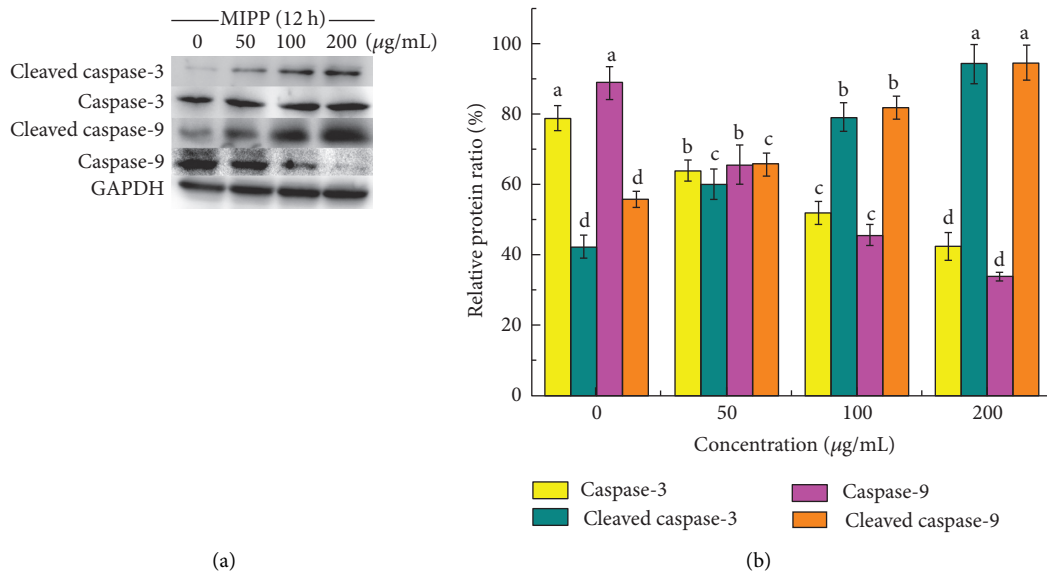 MIPP (12 h)
0 50 100 200 (μg/mL)
Cleaved caspase-3
Caspase-3
Cleaved caspase-9
Caspase-9
GAPDH
(a)
Relative protein ratio (%)
100
80
60
40
20
0
a d a d
b c b c
c b c b
d a d a
0 50 100 200
Concentration (μg/mL)
Caspase-3 Caspase-9
Cleaved caspase-3 Cleaved caspase-9
(b)